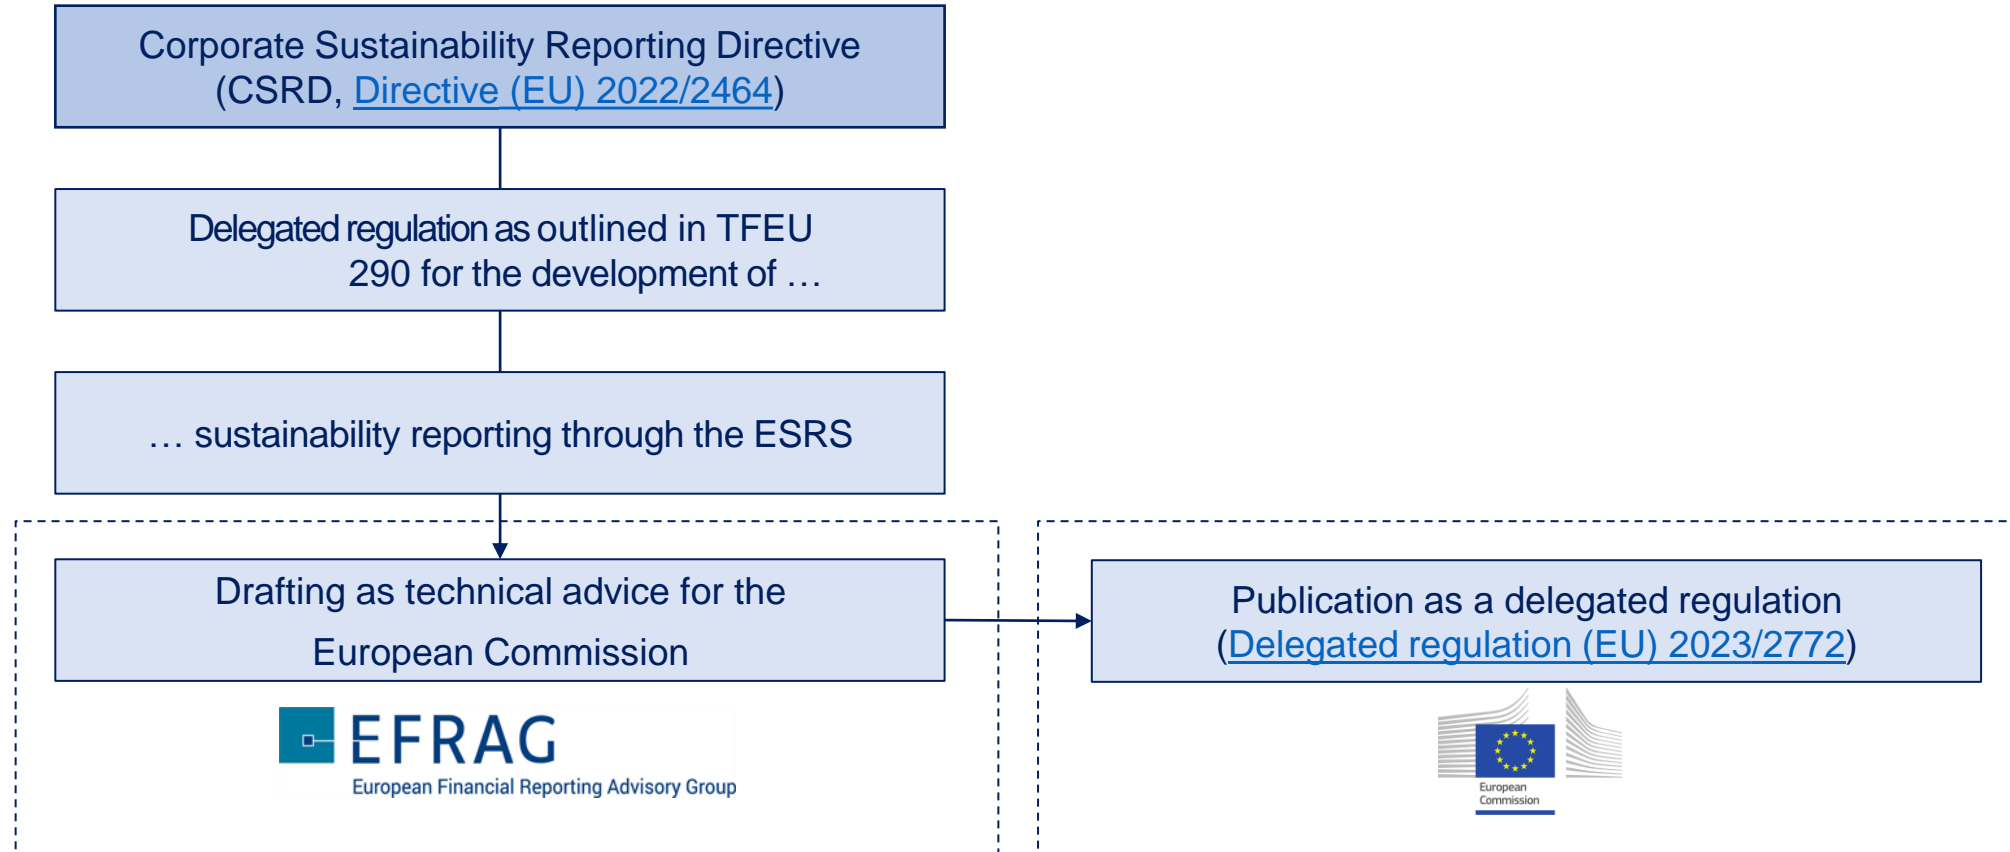 Corporate Sustainability Reporting Directive
(CSRD, Directive (EU) 2022/2464)
Delegated regulation as outlined in TFEU
290 for the development of …
… sustainability reporting through the ESRS
Drafting as technical advice for the
European Commission
Publication as a delegated regulation
(Delegated regulation (EU) 2023/2772)
EFRAG
European Financial Reporting Advisory Group
European
Commission